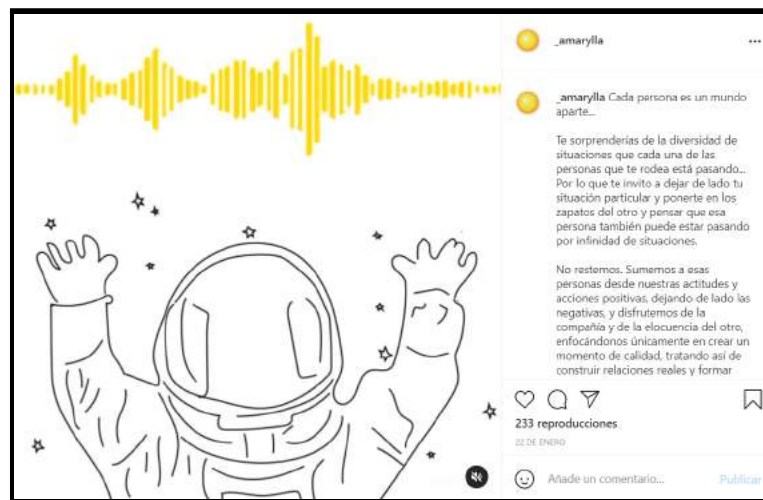 _amarylla
_amarylla Cada persona es un mundo
aparte...
Te sorprenderías de la diversidad de
situaciones que cada una de las
personas que te rodea está pasando...
Por lo que te invito a dejar de lado tu
situación particular y ponerte en los
zapatos del otro y pensar que esa
persona también puede estar pasando
por infinidad de situaciones.
No restemos. Sumemos a esas
personas desde nuestras actitudes y
acciones positivas, dejando de lado las
negativas, y disfrutemos de la
compañía y de la elocuencia del otro,
enfocándonos únicamente en crear un
momento de calidad, tratando así de
construir relaciones reales y formar
233 reproducciones
22 DE ENERO
Añade un comentario...
Publicar